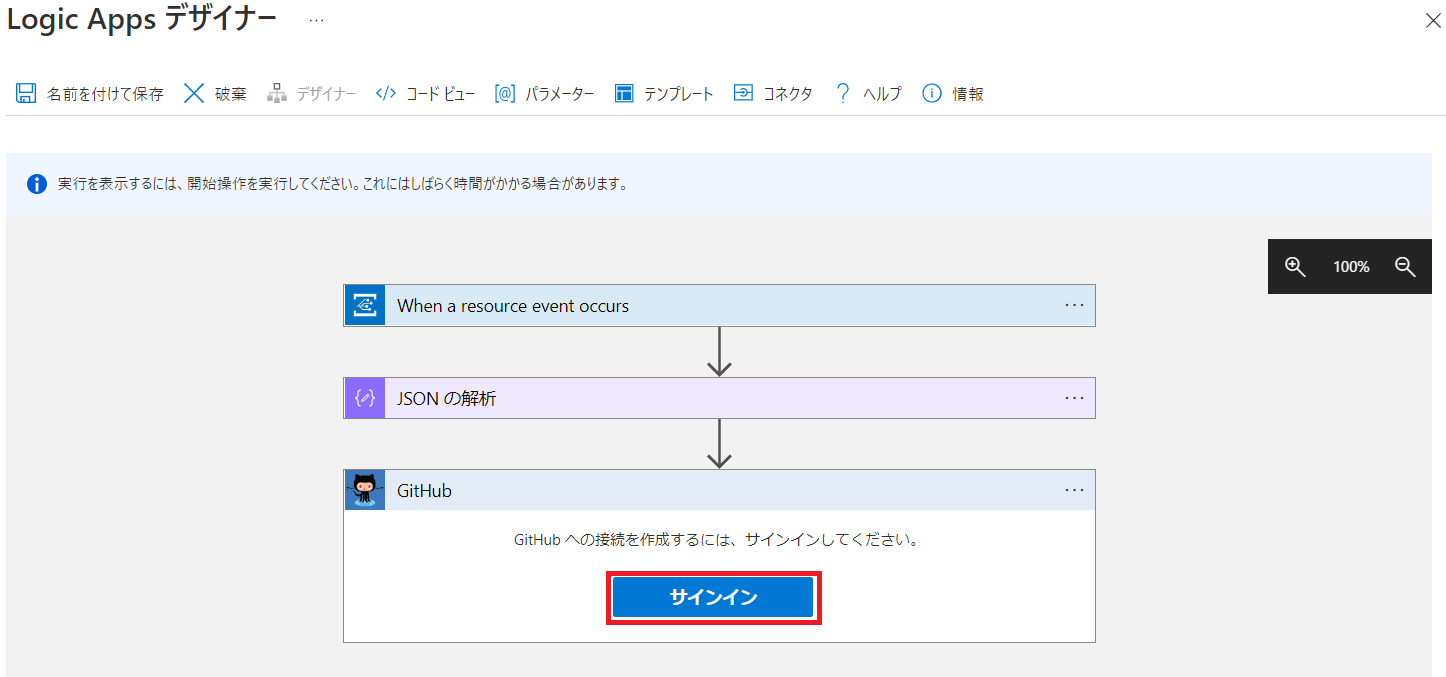 Logic Apps デザイナー ...
名前を付けて保存 破棄 デザイナー コード ビュー パラメーター テンプレート コネクタ ヘルプ 情報
実行を表示するには、開始操作を実行してください。これにはしばらく時間がかかる場合があります。
100%
When a resource event occurs
JSON の解析
GitHub
GitHub への接続を作成するには、サインインしてください。
サインイン